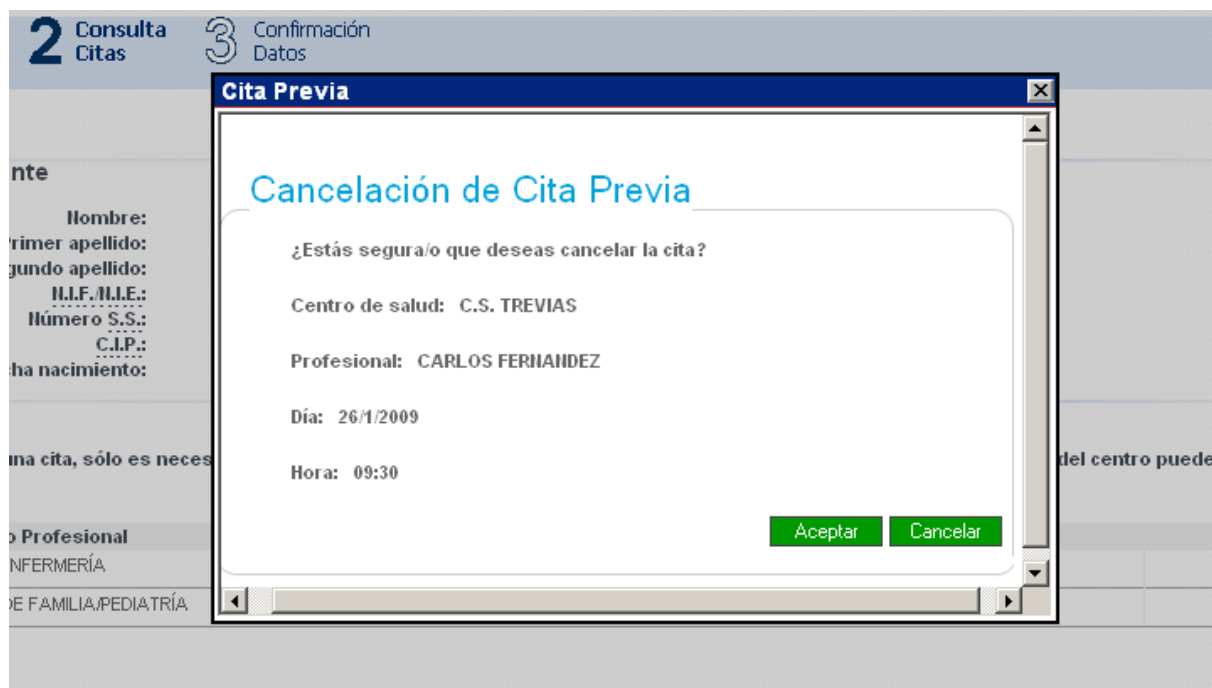 2 Consulta
Citas
3 Confirmación
Datos
Cita Previa
nte
Nombre:
rimer apellido:
gundo apellido:
N.I.F./N.I.E.:
Número S.S.:
C.I.P.:
ha nacimiento:
Cancelación de Cita Previa
¿Estás segura/o que deseas cancelar la cita?
Centro de salud: C.S. TREVIAS
Profesional: CARLOS FERNANDEZ
Día: 26/1/2009
Hora: 09:30
Aceptar Cancelar
una cita, sólo es neces
del centro puede
o Profesional
NFERMERÍA
DE FAMILIA/PEDIATRÍA